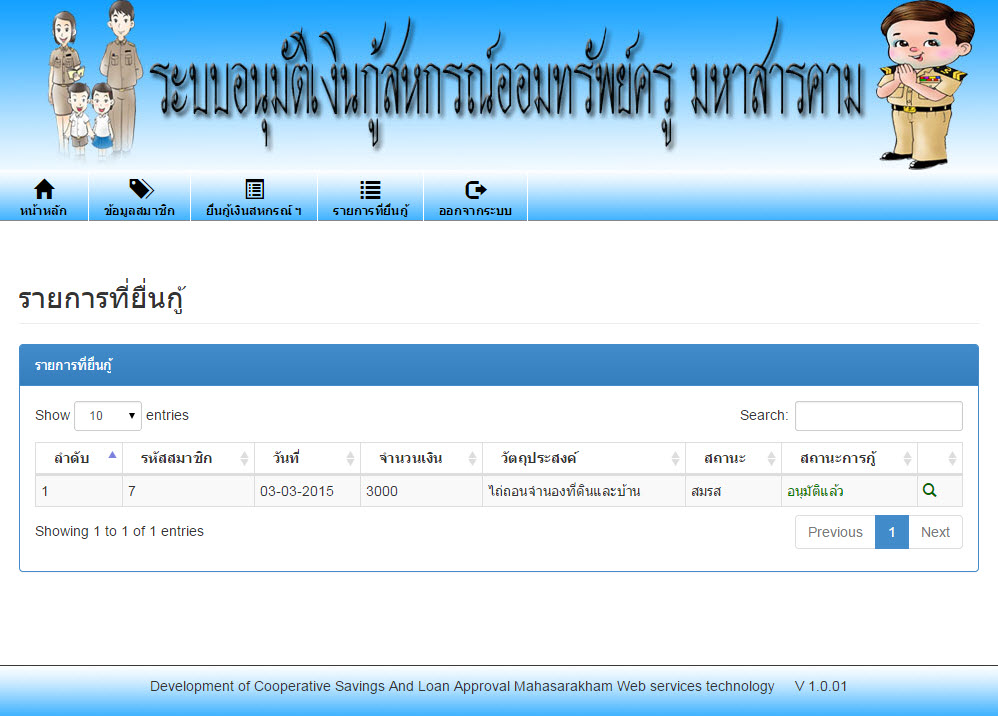 ระบบอนุมัติเงินกู้สหกรณ์ออมทรัพย์ครู มหาสารคาม
หน้าหลัก ข้อมูลสมาชิก ยื่นกู้เงินสหกรณ์ ฯ รายการที่ยื่นกู้ ออกจากระบบ
รายการที่ยื่นกู้
รายการที่ยื่นกู้
Show 10 entries Search:
ลำดับ รหัสสมาชิก วันที่ จำนวนเงิน วัตถุประสงค์ สถานะ สถานะการกู้
1 7 03-03-2015 3000 ไถ่ถอนจำนองที่ดินและบ้าน สมรส อนุมัติแล้ว
Showing 1 to 1 of 1 entries Previous 1 Next
Development of Cooperative Savings And Loan Approval Mahasarakham Web services technology V 1.0.01